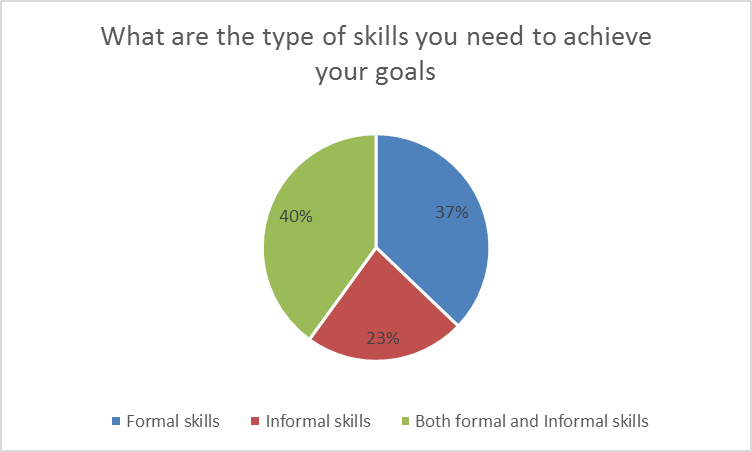 What are the type of skills you need to achieve
your goals
40%
37%
23%
Formal skills
Informal skills
Both formal and Informal skills